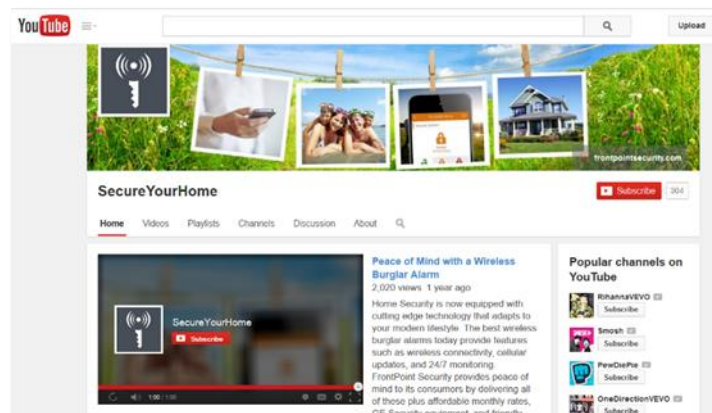 YouTube
Upload
frontpointsecurity.com
SecureYourHome
Subscribe 304
Home Videos Playlists Channels Discussion About
Peace of Mind with a Wireless
Burglar Alarm
2,020 views 1 year ago
Home Security is now equipped with
cutting edge technology that adapts to
your modern lifestyle. The best wireless
burglar alarms today provide features
such as wireless connectivity, cellular
updates, and 24/7 monitoring.
FrontPoint Security provides peace of
mind to its consumers by delivering all
of these plus affordable monthly rates,
GE Security equipment, and friendly
SecureYourHome
Subscribe
1:00 / 1:00
Popular channels on
YouTube
RihannaVEVO
Subscribe
Smosh
Subscribe
PewDiePie
Subscribe
OneDirectionVEVO
Subscribe